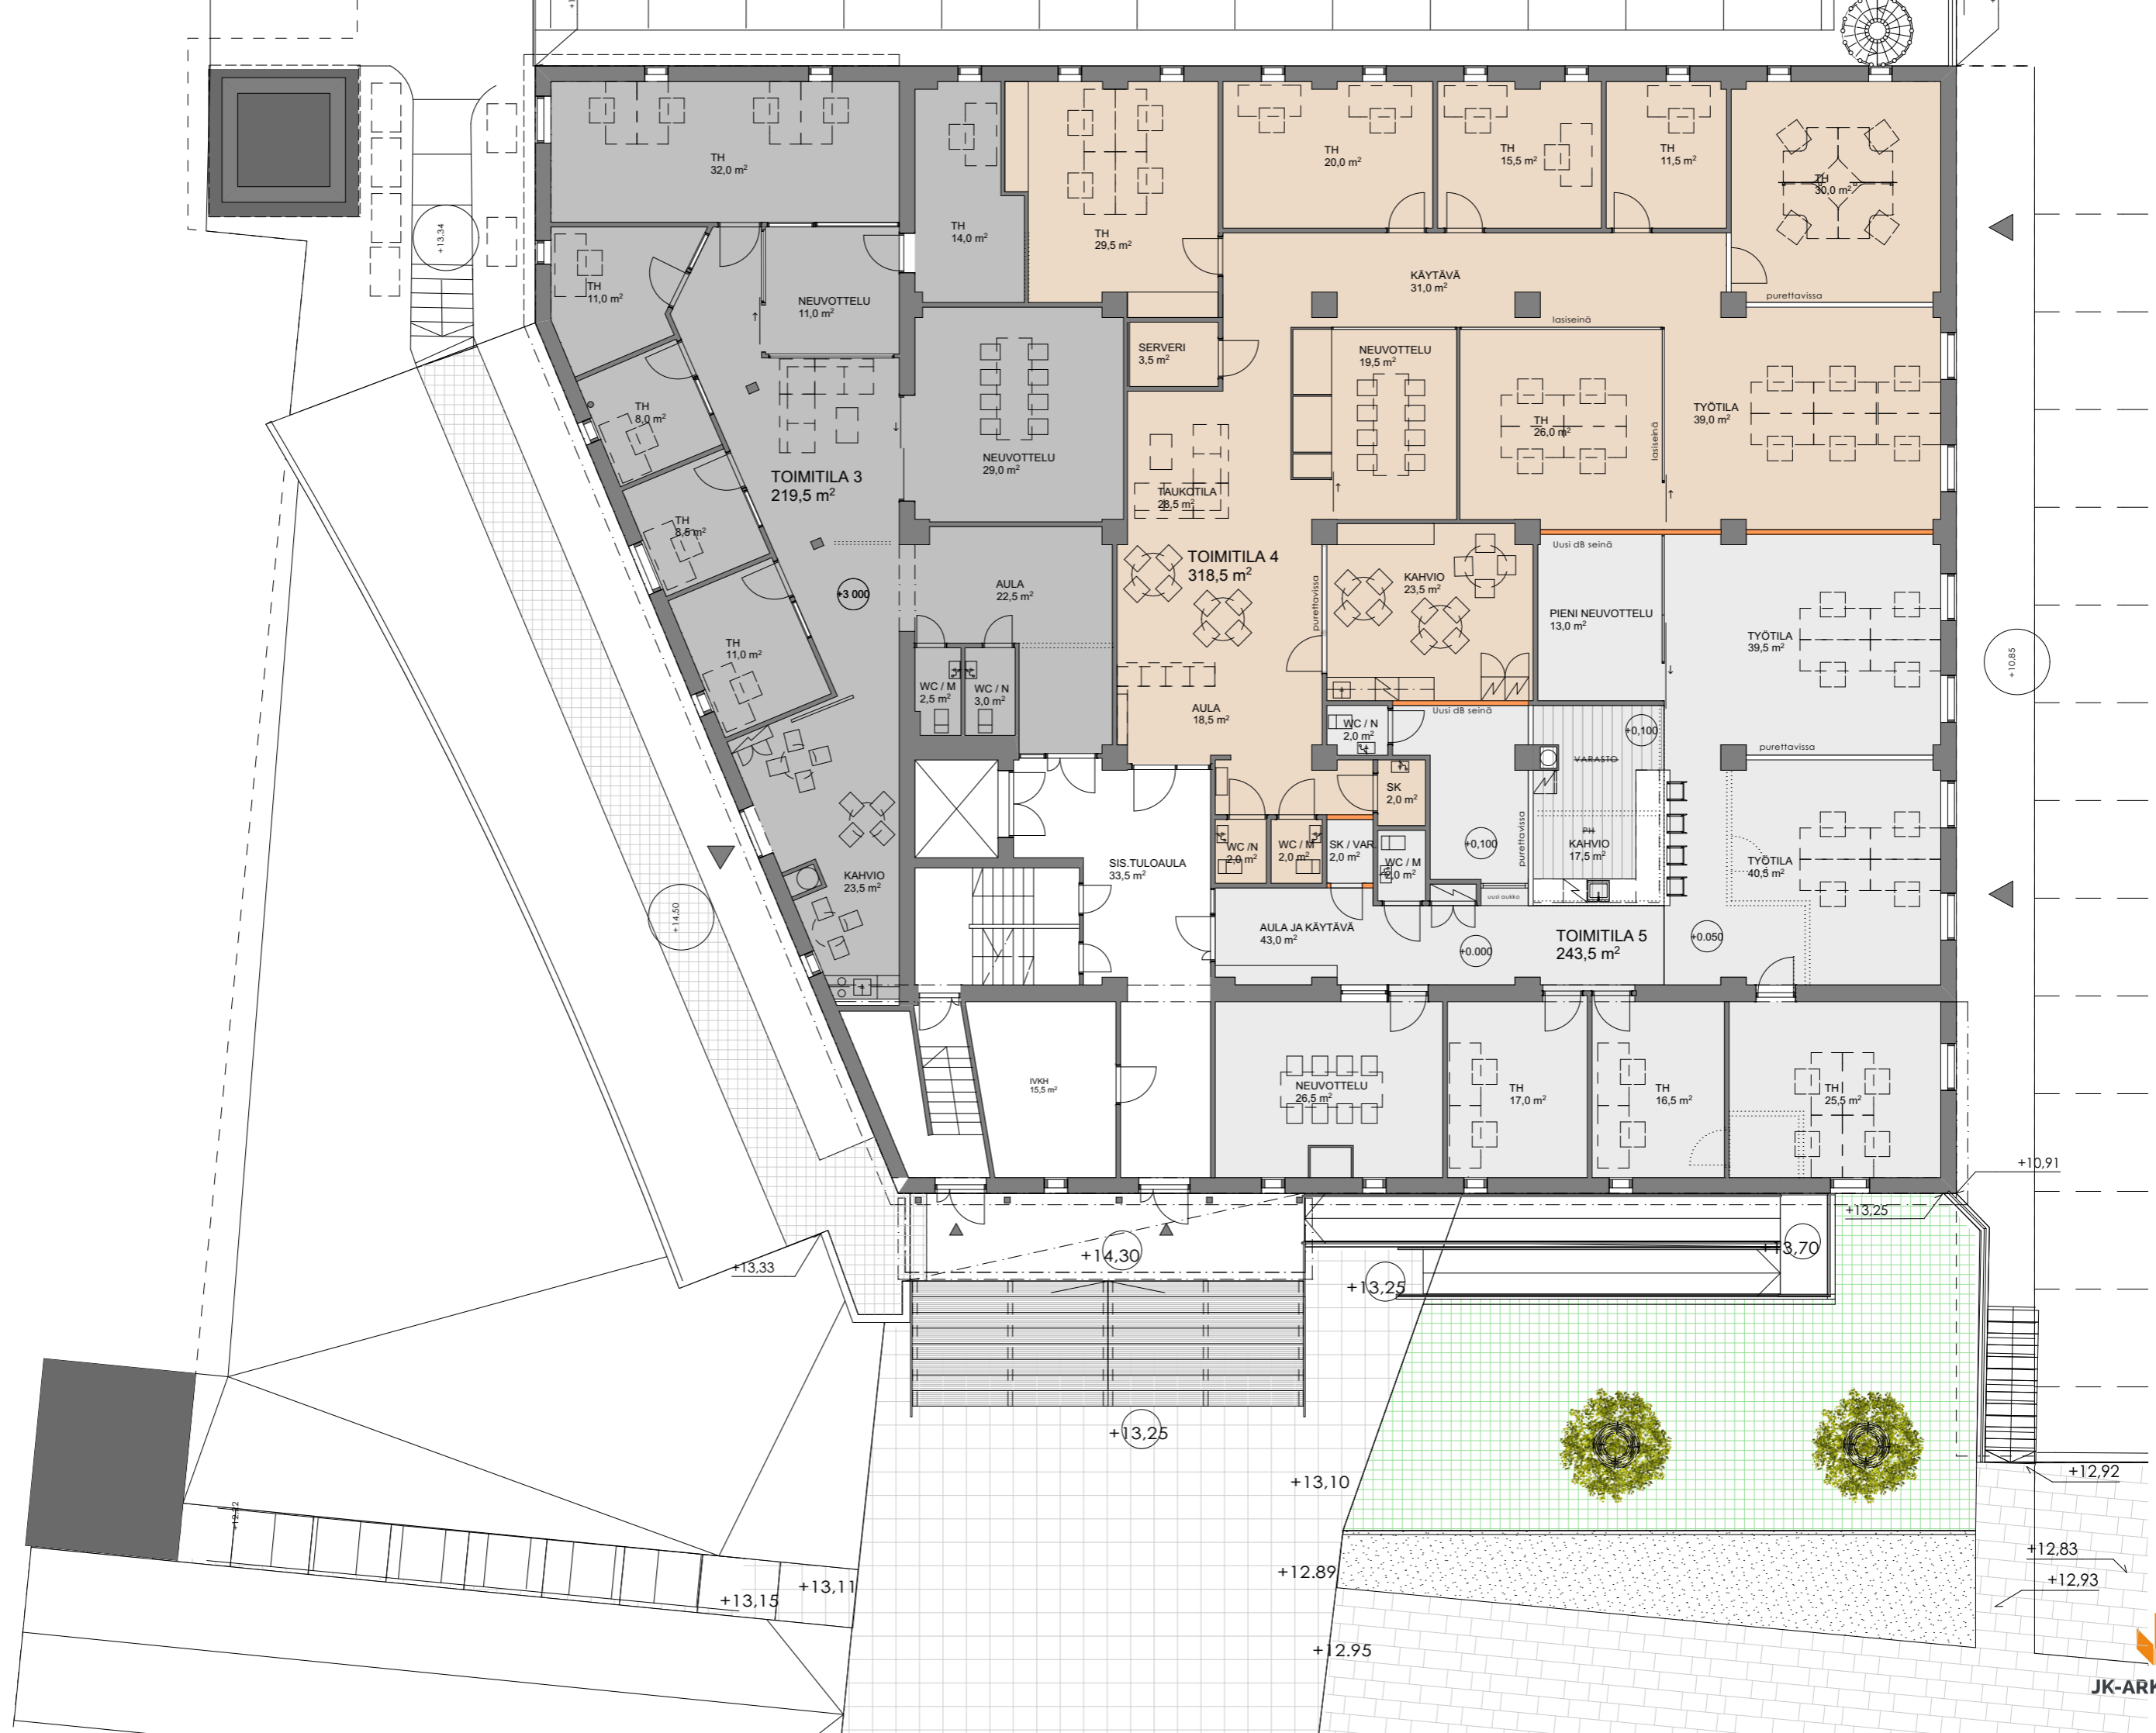 TH
32,0 m²
TH
14,0 m²
TH
29,5 m²
TH
20,0 m²
TH
15,5 m²
TH
11,5 m²
TH
30,0 m²
+13,34
TH
11,0 m²
NEUVOTTELU
11,0 m²
KÄYTÄVÄ
31,0 m²
purettavissa
lasiseinä
SERVERI
3,5 m²
NEUVOTTELU
19,5 m²
TH
8,0 m²
TYÖTILA
39,0 m²
TH
26,0 m²
lasiseinä
NEUVOTTELU
29,0 m²
TOIMITILA 3
219,5 m²
TAUKOTILA
28,5 m²
TH
8,5 m²
Uusi dB seinä
TOIMITILA 4
318,5 m²
KAHVIO
23,5 m²
purettavissa
AULA
22,5 m²
+3 000
PIENI NEUVOTTELU
13,0 m²
TYÖTILA
39,5 m²
+10,85
TH
11,0 m²
WC / M
2,5 m²
WC / N
3,0 m²
AULA
18,5 m²
Uusi dB seinä
WC / N
2,0 m²
+0,100
VARASTO
purettavissa
SK
2,0 m²
WC /N
2,0 m²
WC / M
2,0 m²
SK / VAR.
2,0 m²
WC / M
2,0 m²
+0,100
purettavissa
PH
KAHVIO
17,5 m²
TYÖTILA
40,5 m²
SIS.TULOAULA
33,5 m²
KAHVIO
23,5 m²
+14,50
uusi aukko
AULA JA KÄYTÄVÄ
43,0 m²
+0.000
TOIMITILA 5
243,5 m²
+0.050
IVKH
15,5 m²
NEUVOTTELU
26,5 m²
TH
17,0 m²
TH
16,5 m²
TH
25,5 m²
+10,91
+13,25
+14,30
+13,70
+13,33
+13,25
+13,25
+13,10
+12,92
+12,83
+12.89
+12,93
+13,11
+13,15
+12.95
JK-ARK